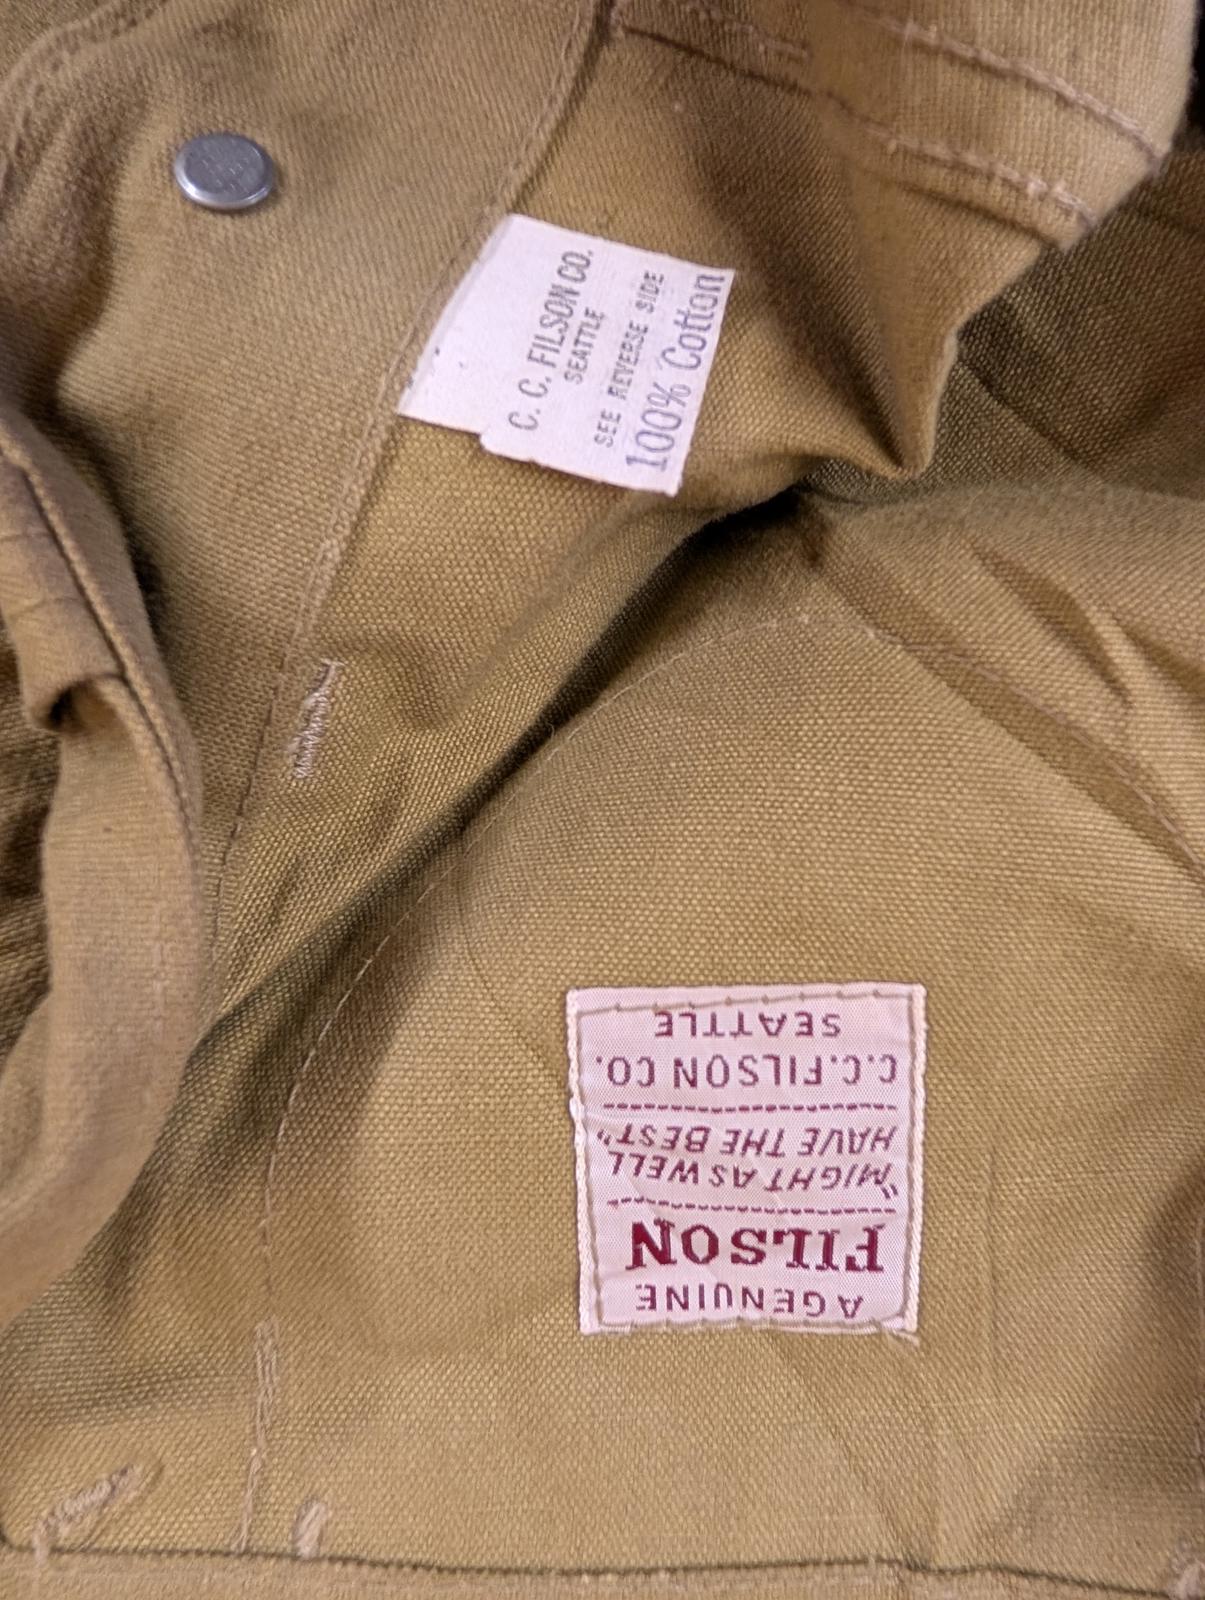 C. C. FILSON CO.
SEATTLE
SEE REVERSE SIDE
100% Cotton
A GENUINE
FILSON
"MIGHT AS WELL
HAVE THE BEST"
C.C.FILSON CO.
SEATTLE